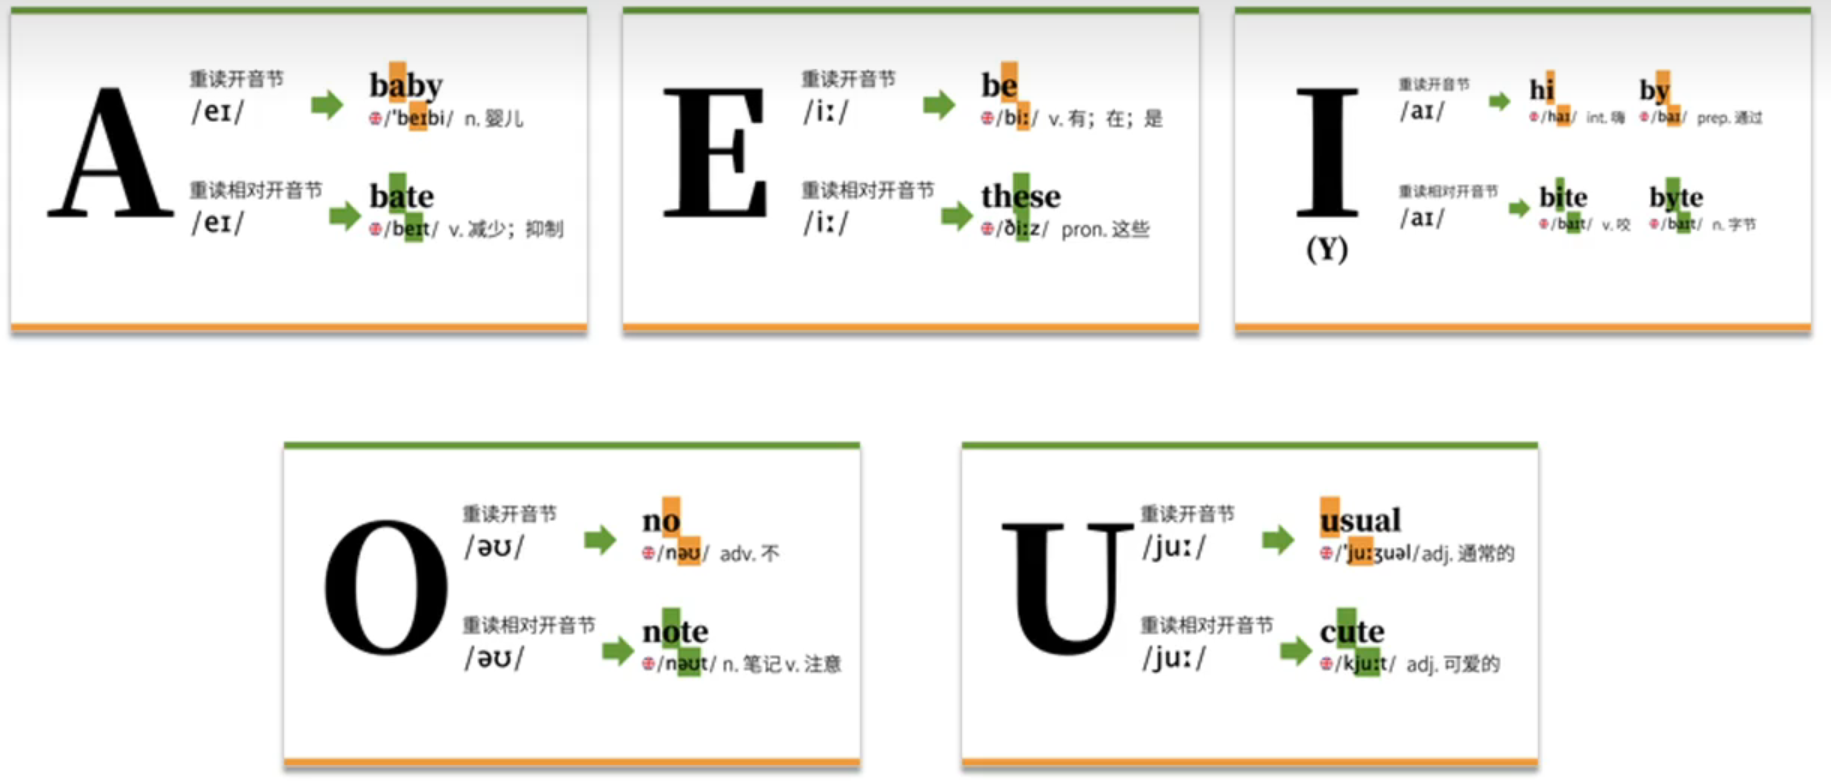 A
重读开音节
/eɪ/
baby
/ˈbeɪbi/ n. 婴儿
重读相对开音节
/eɪ/
bate
/beɪt/ v. 减少；抑制
E
重读开音节
/iː/
be
/biː/ v. 有；在；是
重读相对开音节
/iː/
these
/ðiːz/ pron. 这些
I
(Y)
重读开音节
/aɪ/
hi by
/haɪ/ int. 嗨 /baɪ/ prep. 通过
重读相对开音节
/aɪ/
bite byte
/baɪt/ v. 咬 /baɪt/ n. 字节
O
重读开音节
/əʊ/
no
/nəʊ/ adv. 不
重读相对开音节
/əʊ/
note
/nəʊt/ n. 笔记 v. 注意
U
重读开音节
/juː/
usual
/ˈjuːʒuəl/ adj. 通常的
重读相对开音节
/juː/
cute
/kjuːt/ adj. 可爱的